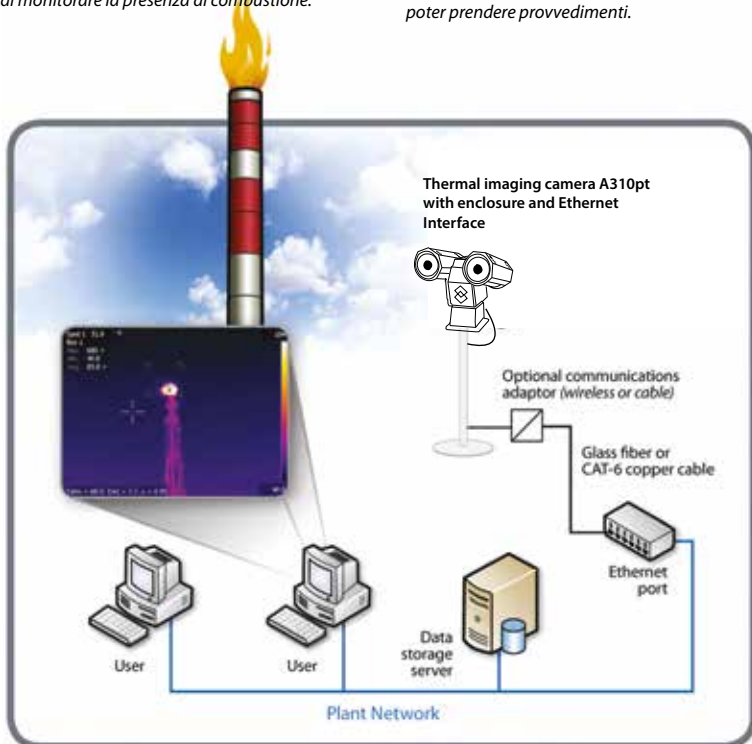 di monitorare la presenza di combustione.
poter prendere provvedimenti.
Thermal imaging camera A310pt
with enclosure and Ethernet
Interface
Optional communications
adaptor (wireless or cable)
Glass fiber or
CAT-6 copper cable
Ethernet
port
Data
storage
server
User
User
Plant Network